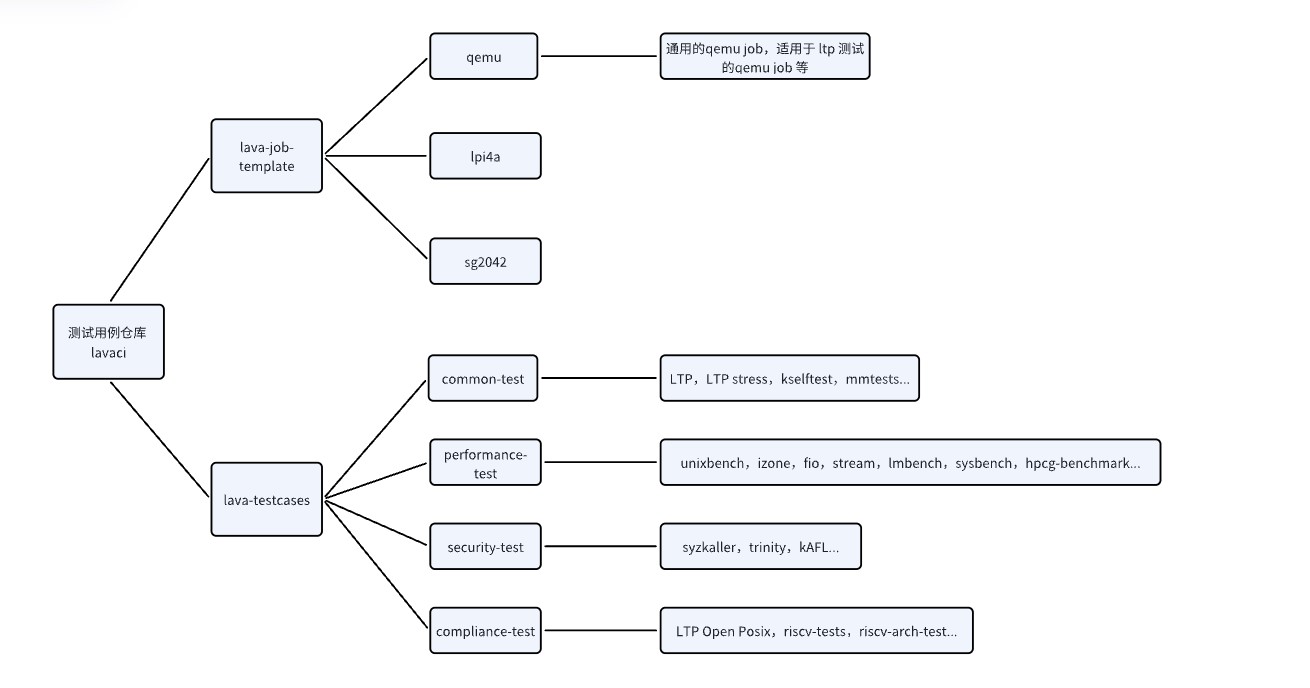 qemu
通用的qemu job，适用于 ltp 测试
的qemu job 等
lava-job-
template
lpi4a
sg2042
测试用例仓库
lavaci
common-test
LTP，LTP stress，kselftest，mmtests...
performance-
test
unixbench，izone，fio，stream，lmbench，sysbench，hpcg-benchmark...
lava-testcases
security-test
syzkaller，trinity，kAFL...
compliance-test
LTP Open Posix，riscv-tests，riscv-arch-test...